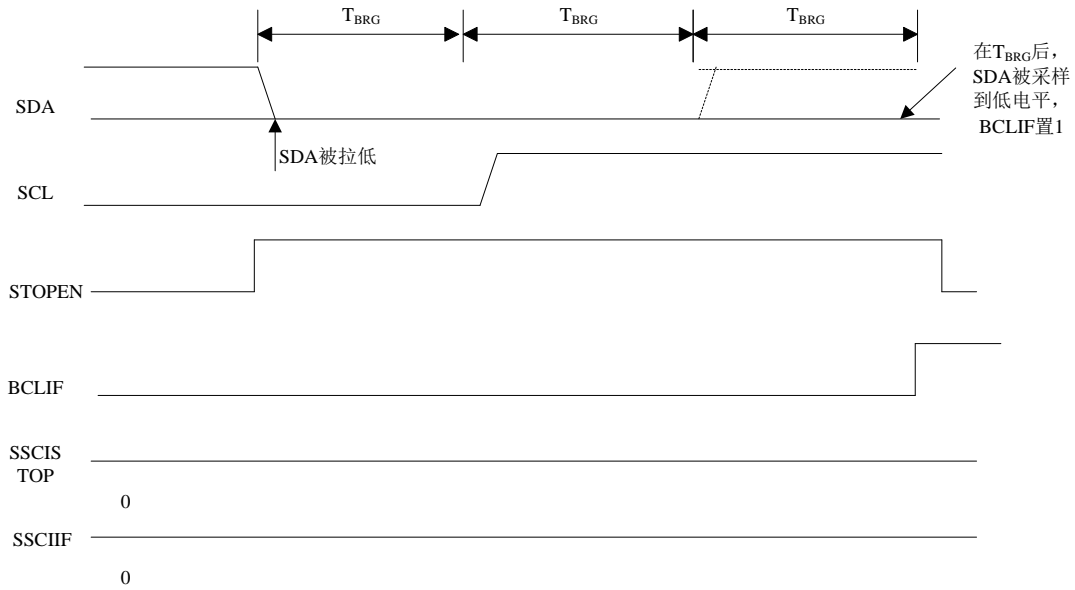 TBRG
TBRG
TBRG
在TBRG后，
SDA被采样
到低电平，
BCLIF置1
SDA
SDA被拉低
SCL
STOPEN
BCLIF
SSCIS
TOP
0
SSCIIF
0